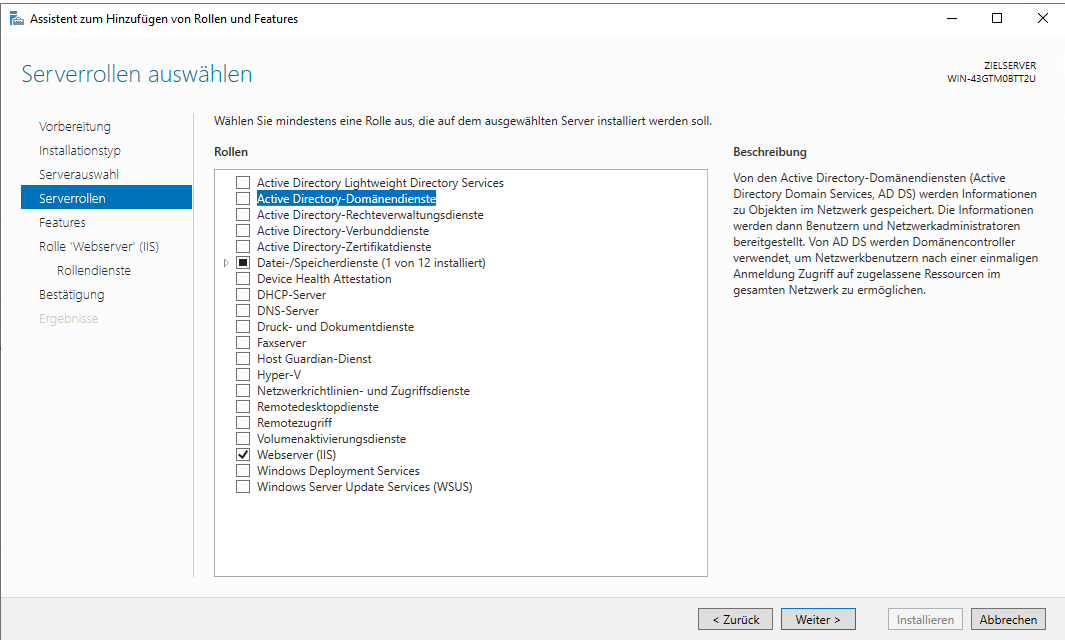 Assistent zum Hinzufügen von Rollen und Features
Serverrollen auswählen
ZIELSERVER
WIN-43GTM0BTT2U
Vorbereitung
Installationstyp
Serverauswahl
Serverrollen
Features
Rolle 'Webserver' (IIS)
Rollendienste
Bestätigung
Ergebnisse
Wählen Sie mindestens eine Rolle aus, die auf dem ausgewählten Server installiert werden soll.
Rollen
Active Directory Lightweight Directory Services
Active Directory-Domänendienste
Active Directory-Rechteverwaltungsdienste
Active Directory-Verbunddienste
Active Directory-Zertifikatdienste
Datei-/Speicherdienste (1 von 12 installiert)
Device Health Attestation
DHCP-Server
DNS-Server
Druck- und Dokumentdienste
Faxserver
Host Guardian-Dienst
Hyper-V
Netzwerkrichtlinien- und Zugriffsdienste
Remotedesktopdienste
Remotezugriff
Volumenaktivierungsdienste
Webserver (IIS)
Windows Deployment Services
Windows Server Update Services (WSUS)
Beschreibung
Von den Active Directory-Domänendiensten (Active
Directory Domain Services, AD DS) werden Informationen
zu Objekten im Netzwerk gespeichert. Die Informationen
werden dann Benutzern und Netzwerkadministratoren
bereitgestellt. Von AD DS werden Domänencontroller
verwendet, um Netzwerkbenutzern nach einer einmaligen
Anmeldung Zugriff auf zugelassene Ressourcen im
gesamten Netzwerk zu ermöglichen.
< Zurück
Weiter >
Installieren
Abbrechen